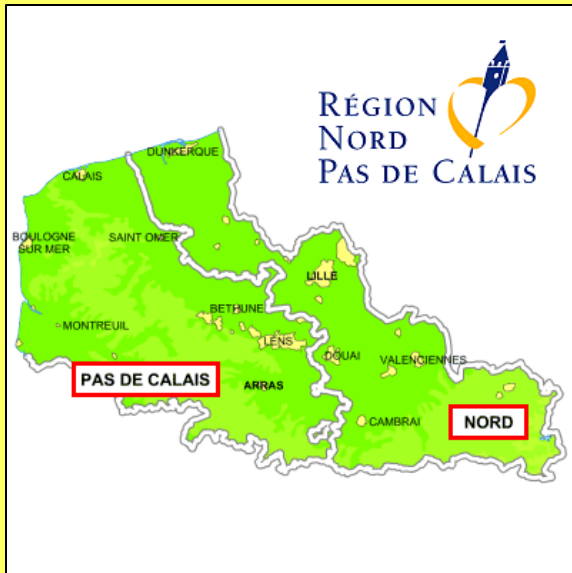 RÉGION
NORD
PAS DE CALAIS
DUNKERQUE
CALAIS
BOULOGNE
SUR MER
SAINT OMER
LILLE
BETHUNE
MONTREUIL
LENS
DOUAI
VALENCIENNES
PAS DE CALAIS
ARRAS
CAMBRAI
NORD